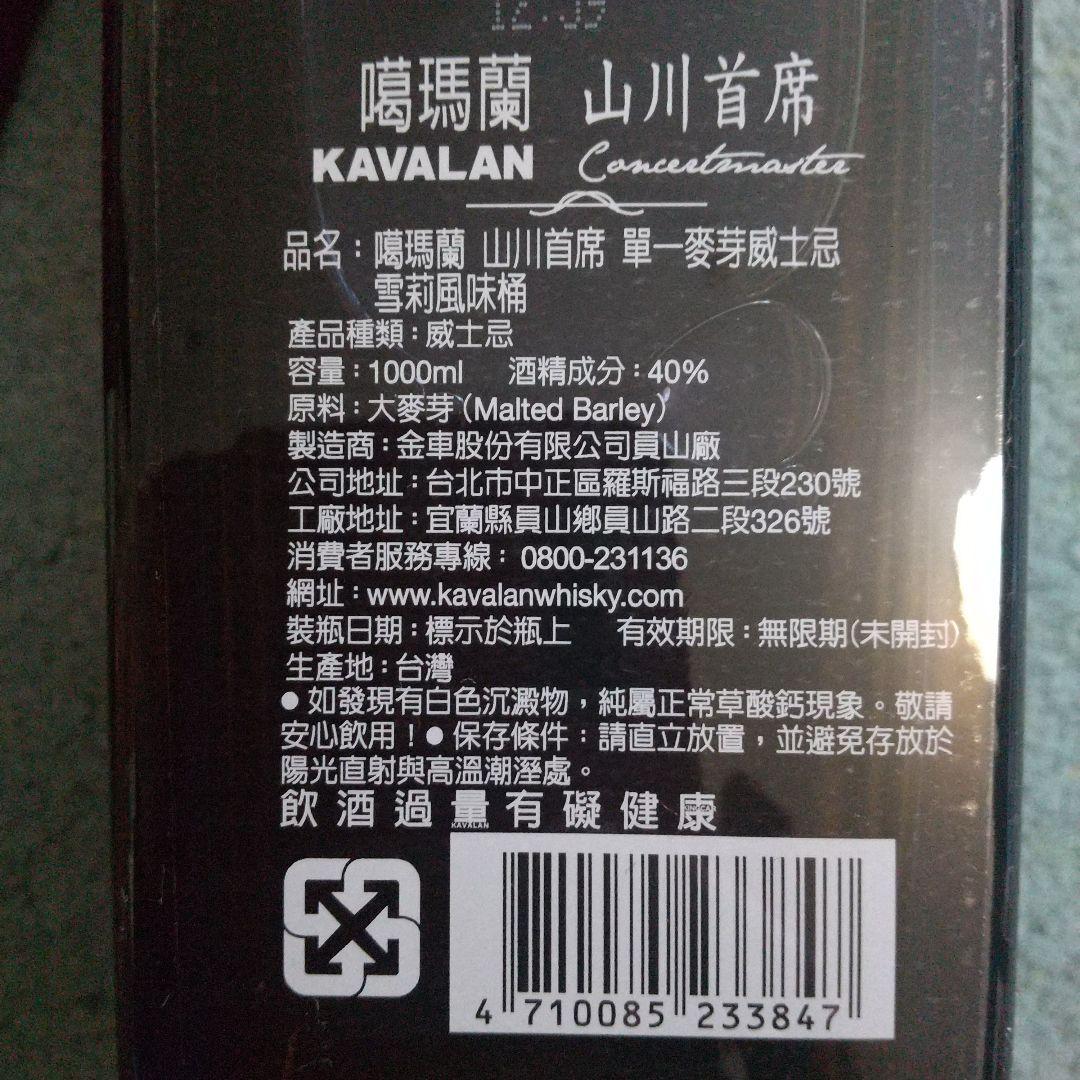 噶瑪蘭 山川首席
KAVALAN Concertmaster
品名：噶瑪蘭 山川首席 單一麥芽威士忌
雪莉風味桶
產品種類：威士忌
容量：1000ml 酒精成分：40%
原料：大麥芽（Malted Barley）
製造商：金車股份有限公司員山廠
公司地址：台北市中正區羅斯福路三段230號
工廠地址：宜蘭縣員山鄉員山路二段326號
消費者服務專線：0800-231136
網址：www.kavalanwhisky.com
裝瓶日期：標示於瓶上 有效期限：無限期(未開封)
生產地：台灣
●如發現有白色沉澱物，純屬正常草酸鈣現象。敬請
安心飲用！●保存條件：請直立放置，並避免存放於
陽光直射與高溫潮溼處。
飲酒過量有礙健康
KAVALAN
4 710085 233847